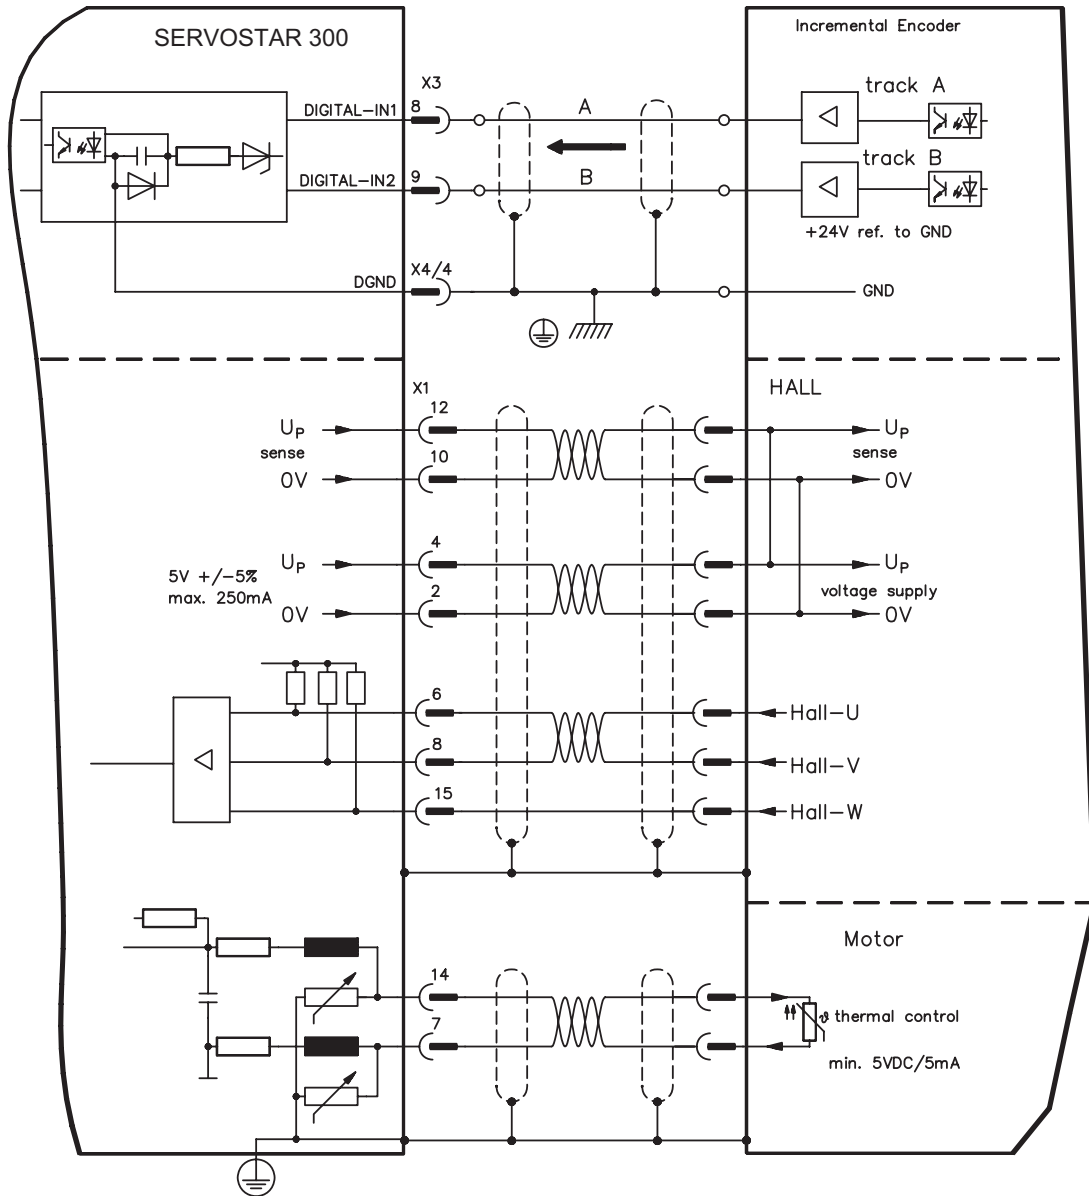 SERVOSTAR 300
Incremental Encoder
X3
DIGITAL-IN1
8
A
track A
DIGITAL-IN2
9
B
track B
+24V ref. to GND
DGND
X4/4
GND
X1
HALL
12
UP
sense
10
0V
UP
sense
0V
4
UP
5V +/-5%
max. 250mA
2
0V
UP
voltage supply
0V
6
Hall-U
8
Hall-V
15
Hall-W
Motor
14
7
ϑ thermal control
min. 5VDC/5mA